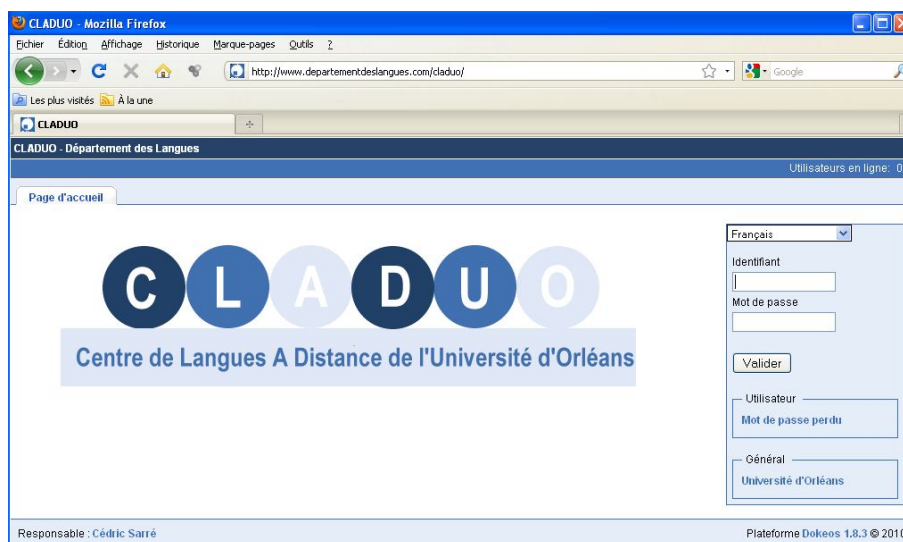 CLADUO - Mozilla Firefox
Fichier Édition Affichage Historique Marque-pages Outils ?
http://www.departementdeslangues.com/claduo/
Google
Les plus visités À la une
CLADUO
CLADUO - Département des Langues
Utilisateurs en ligne: 0
Page d'accueil
Français
Identifiant
Mot de passe
Valider
Utilisateur
Mot de passe perdu
Général
Université d'Orléans
CLADUO
Centre de Langues A Distance de l'Université d'Orléans
Responsable : Cédric Sarré
Plateforme Dokeos 1.8.3 © 2010